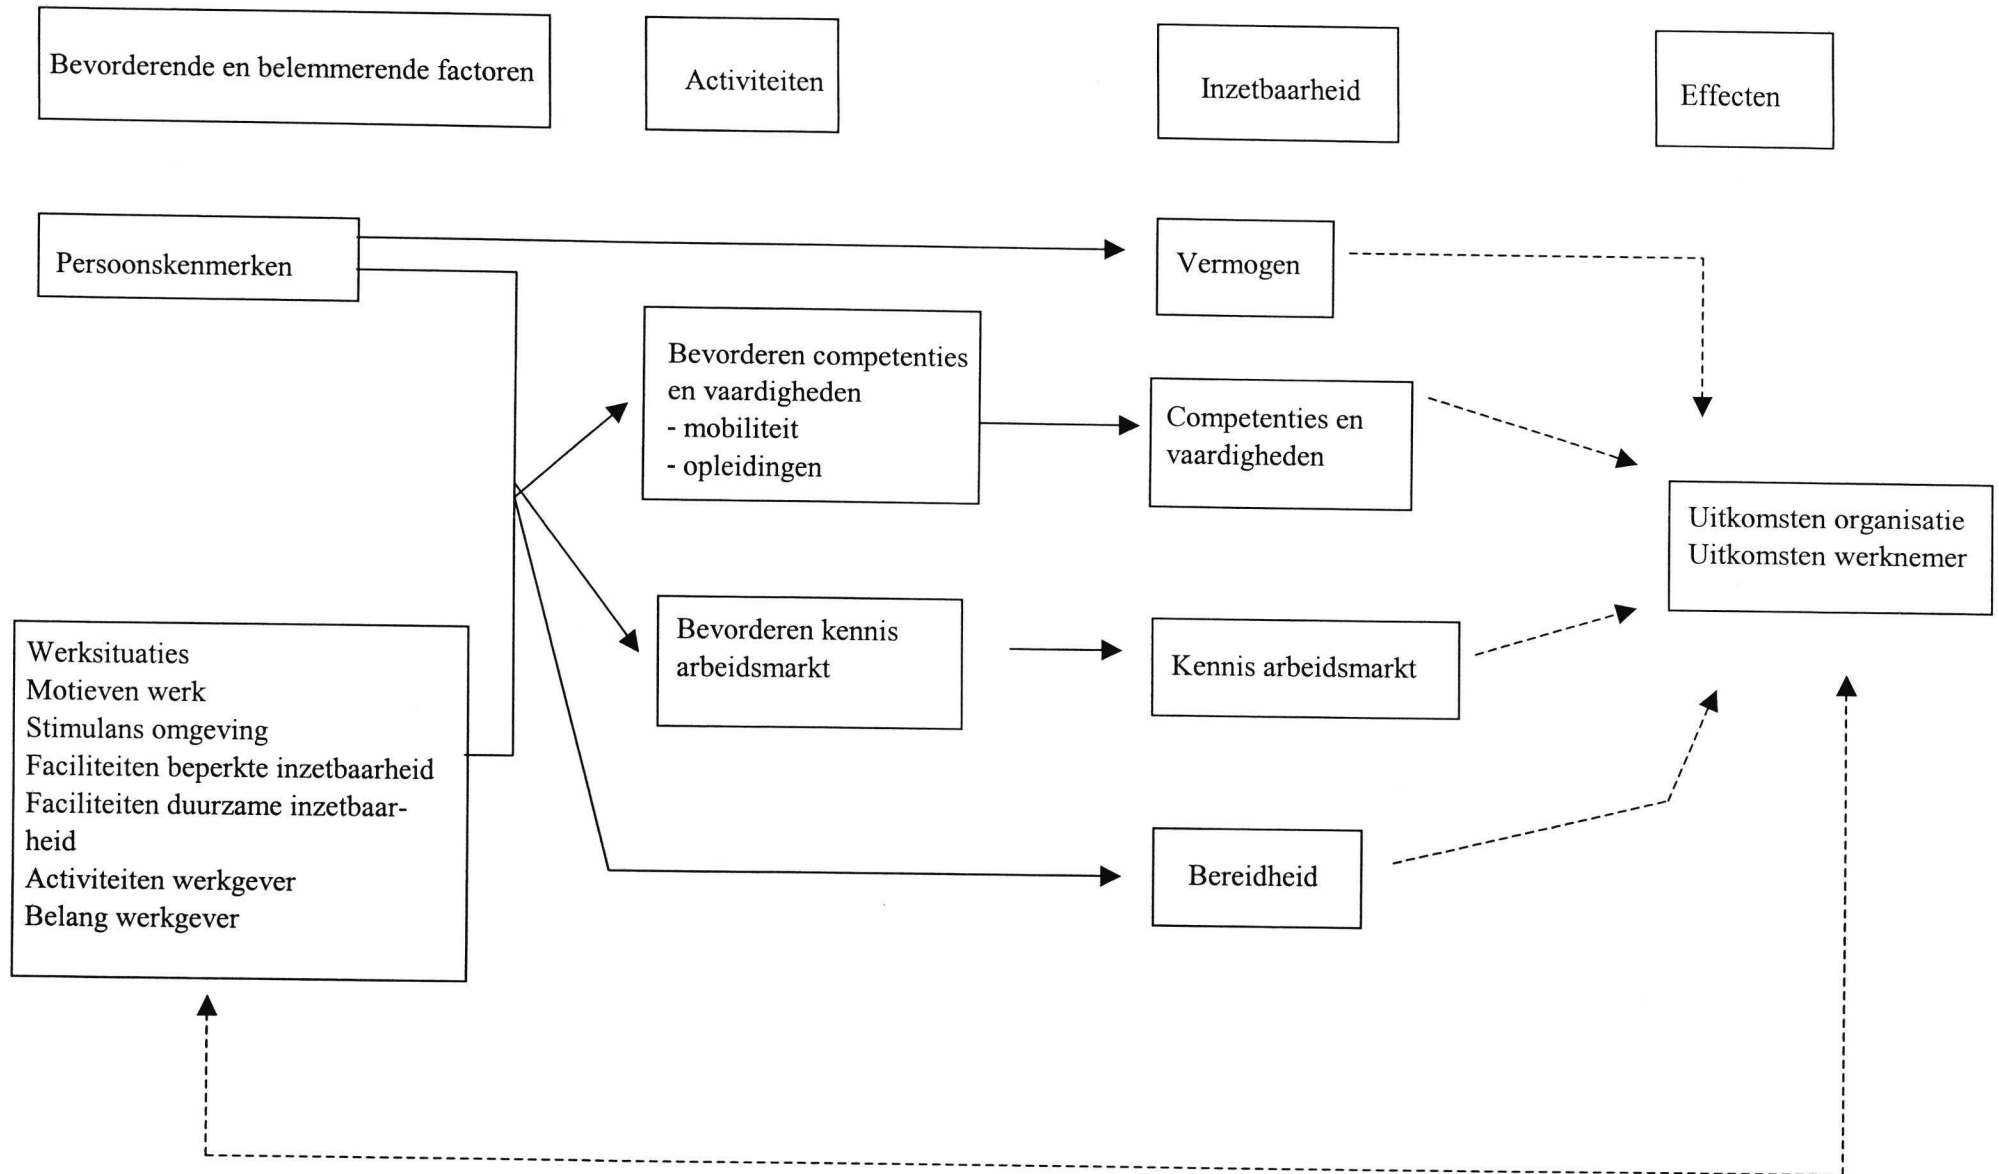 Bevorderende en belemmerende factoren
Activiteiten
Inzetbaarheid
Effecten
Persoonskenmerken
Vermogen
Bevorderen competenties
en vaardigheden
- mobiliteit
- opleidingen
Competenties en
vaardigheden
Uitkomsten organisatie
Uitkomsten werknemer
Bevorderen kennis
arbeidsmarkt
Kennis arbeidsmarkt
Werksituaties
Motieven werk
Stimulans omgeving
Faciliteiten beperkte inzetbaarheid
Faciliteiten duurzame inzetbaar-
heid
Activiteiten werkgever
Belang werkgever
Bereidheid